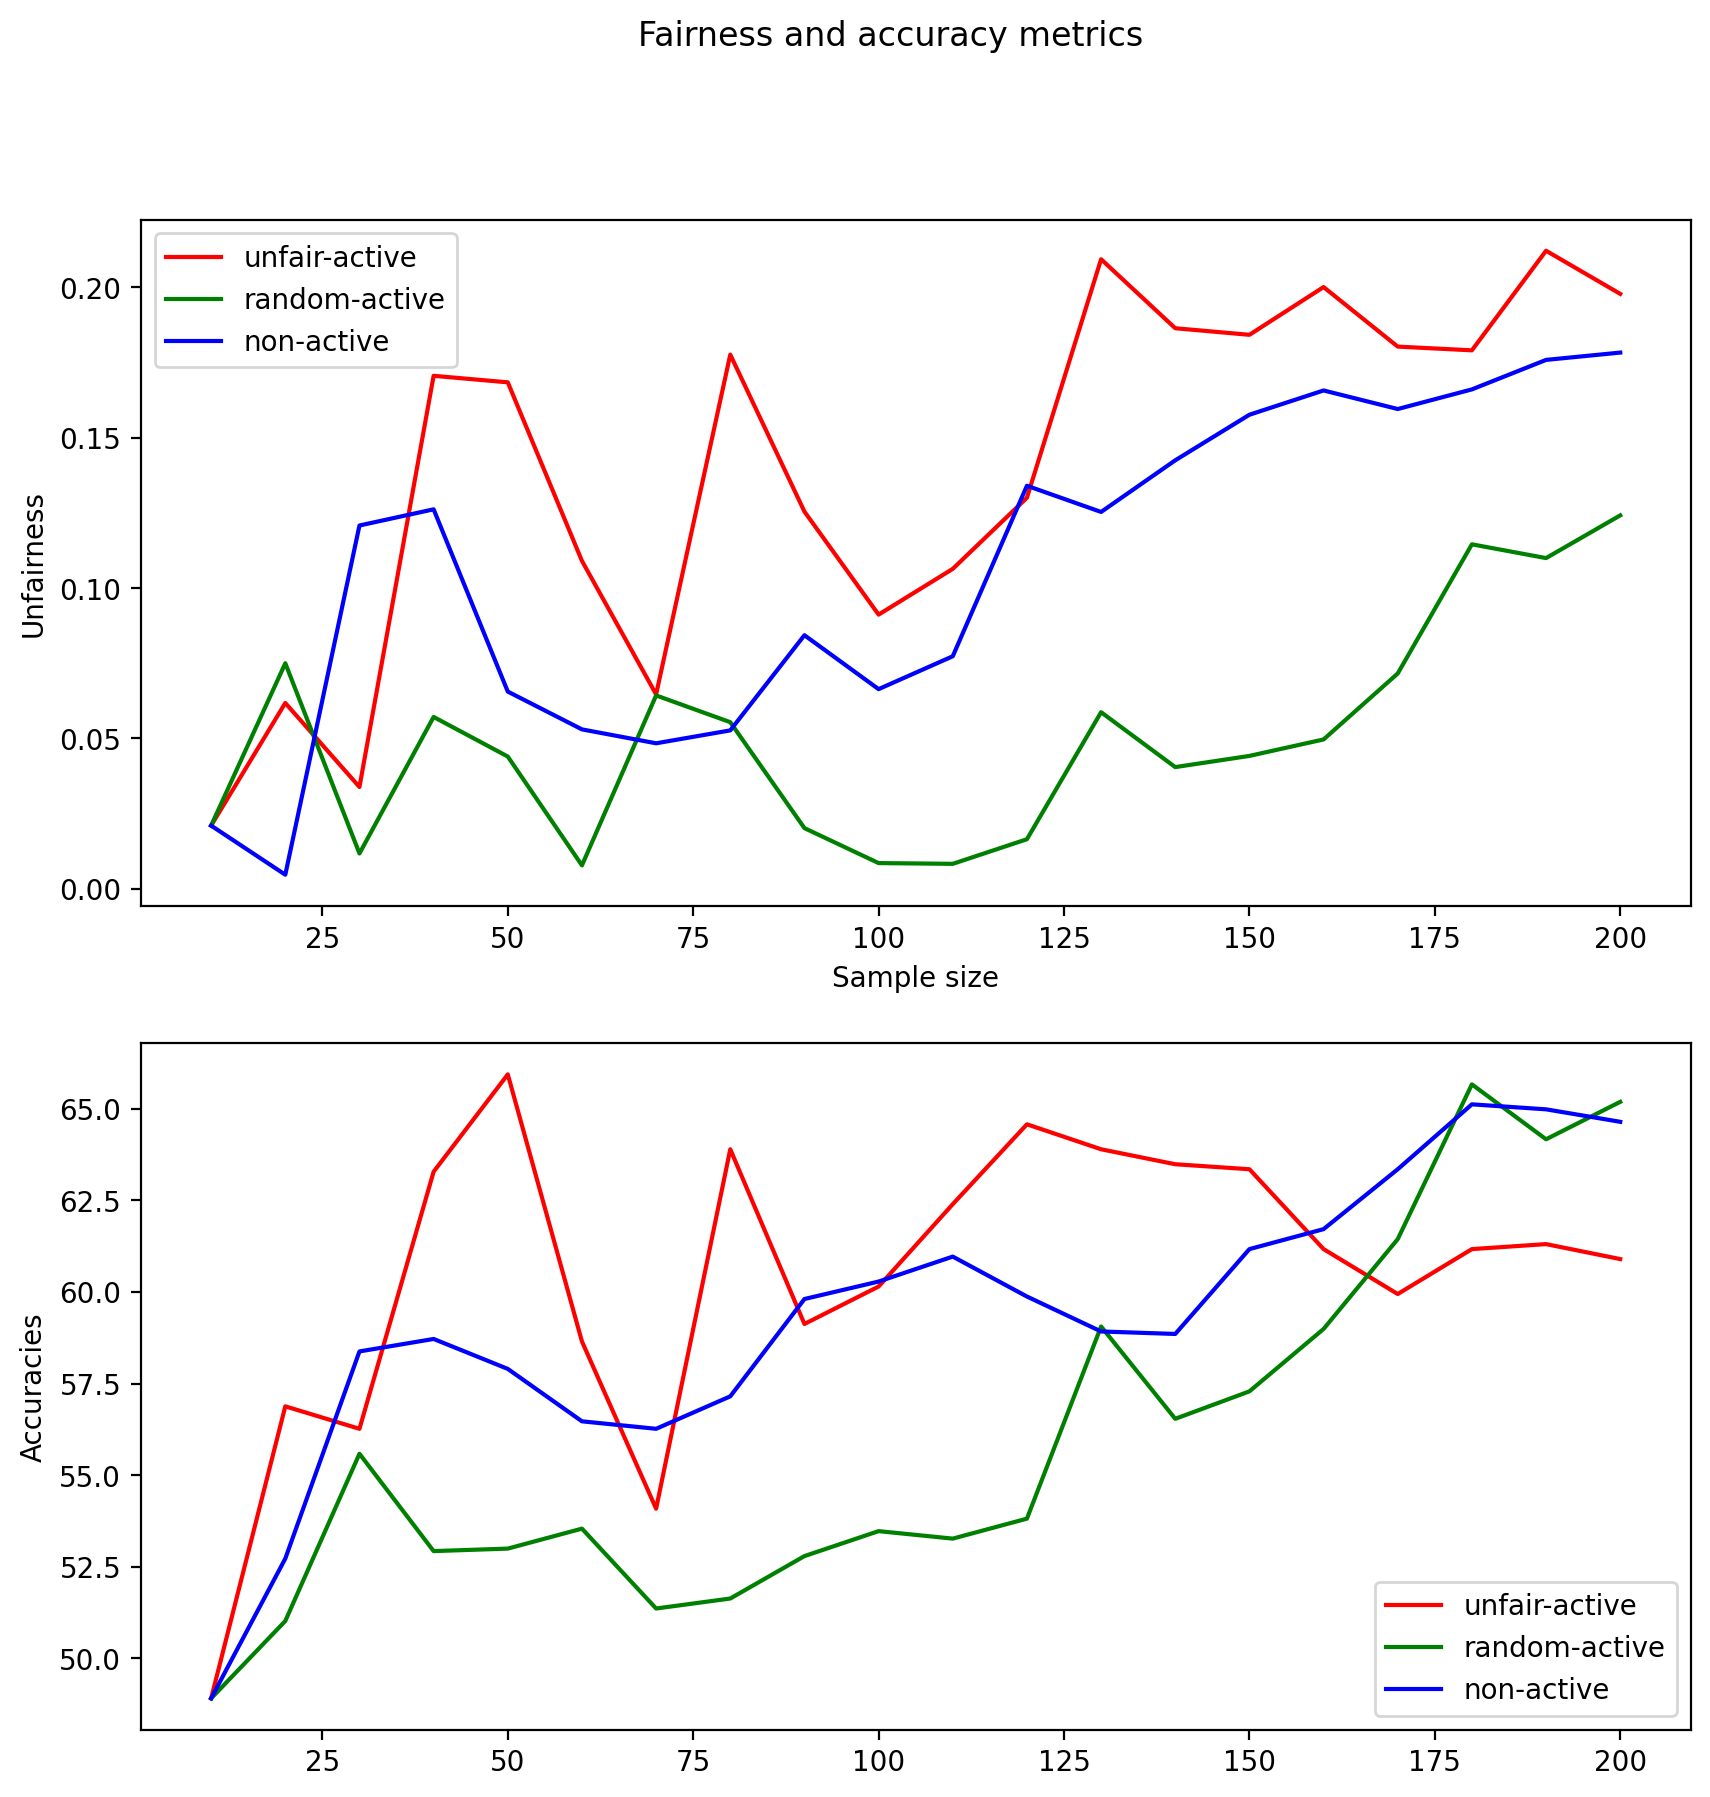 Fairness and accuracy metrics
unfair-active
random-active
non-active
0.20
0.15
0.10
0.05
0.00
Unfairness
25 50 75 100 125 150 175 200
Sample size
65.0
62.5
60.0
57.5
55.0
52.5
50.0
Accuracies
unfair-active
random-active
non-active
25 50 75 100 125 150 175 200